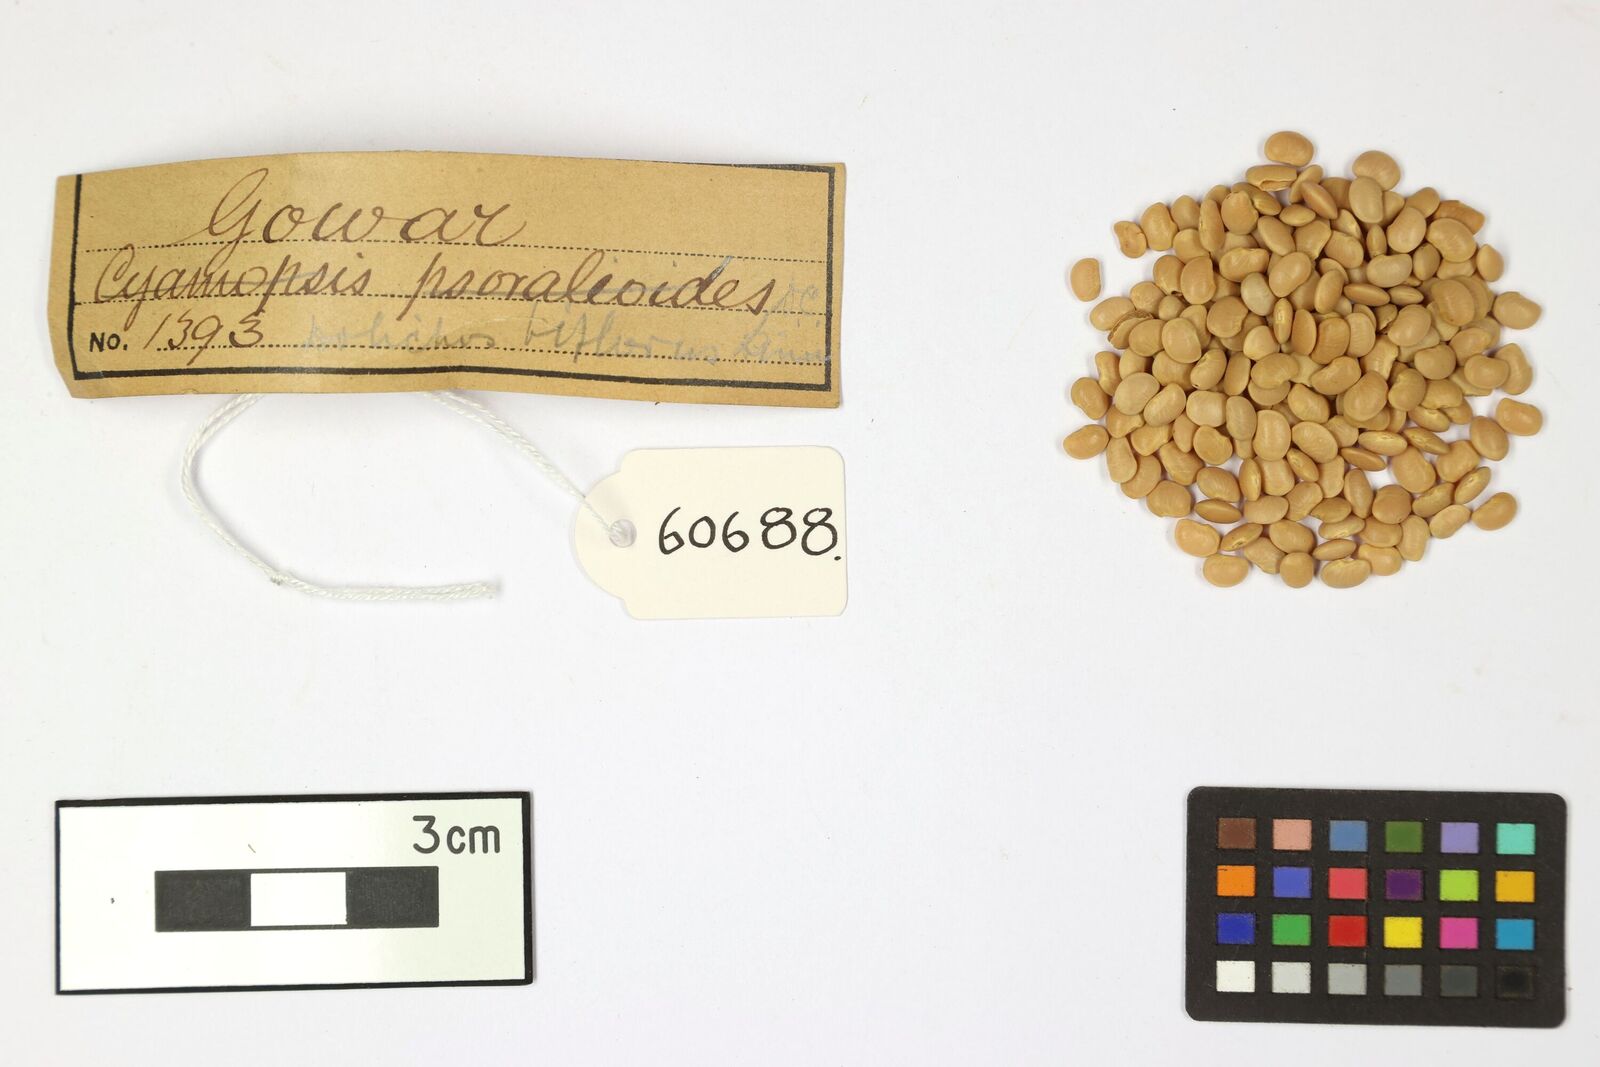 Gowar
Cyamopsis psoralioides DC
No. 1393 Dolichos biflorus Linn
60688.
3cm